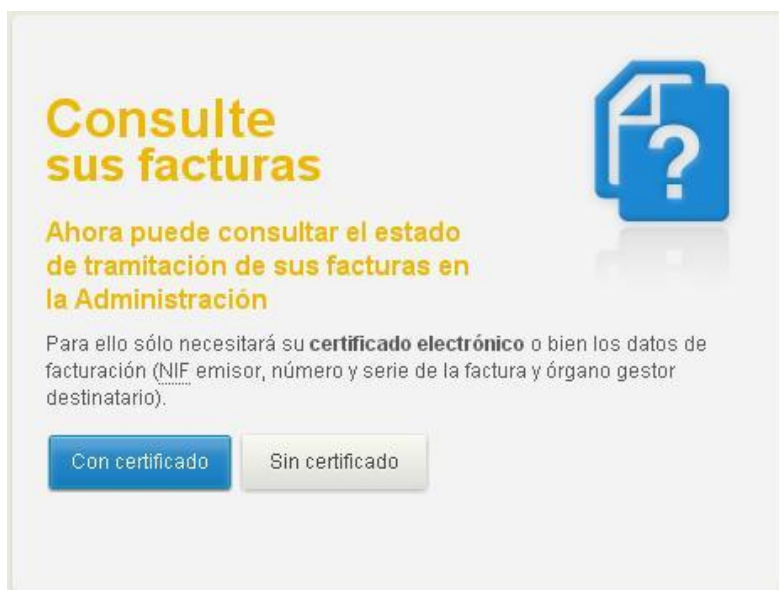 Consulte
sus facturas
Ahora puede consultar el estado
de tramitación de sus facturas en
la Administración
Para ello sólo necesitará su certificado electrónico o bien los datos de
facturación (NIF emisor, número y serie de la factura y órgano gestor
destinatario).
Con certificado
Sin certificado